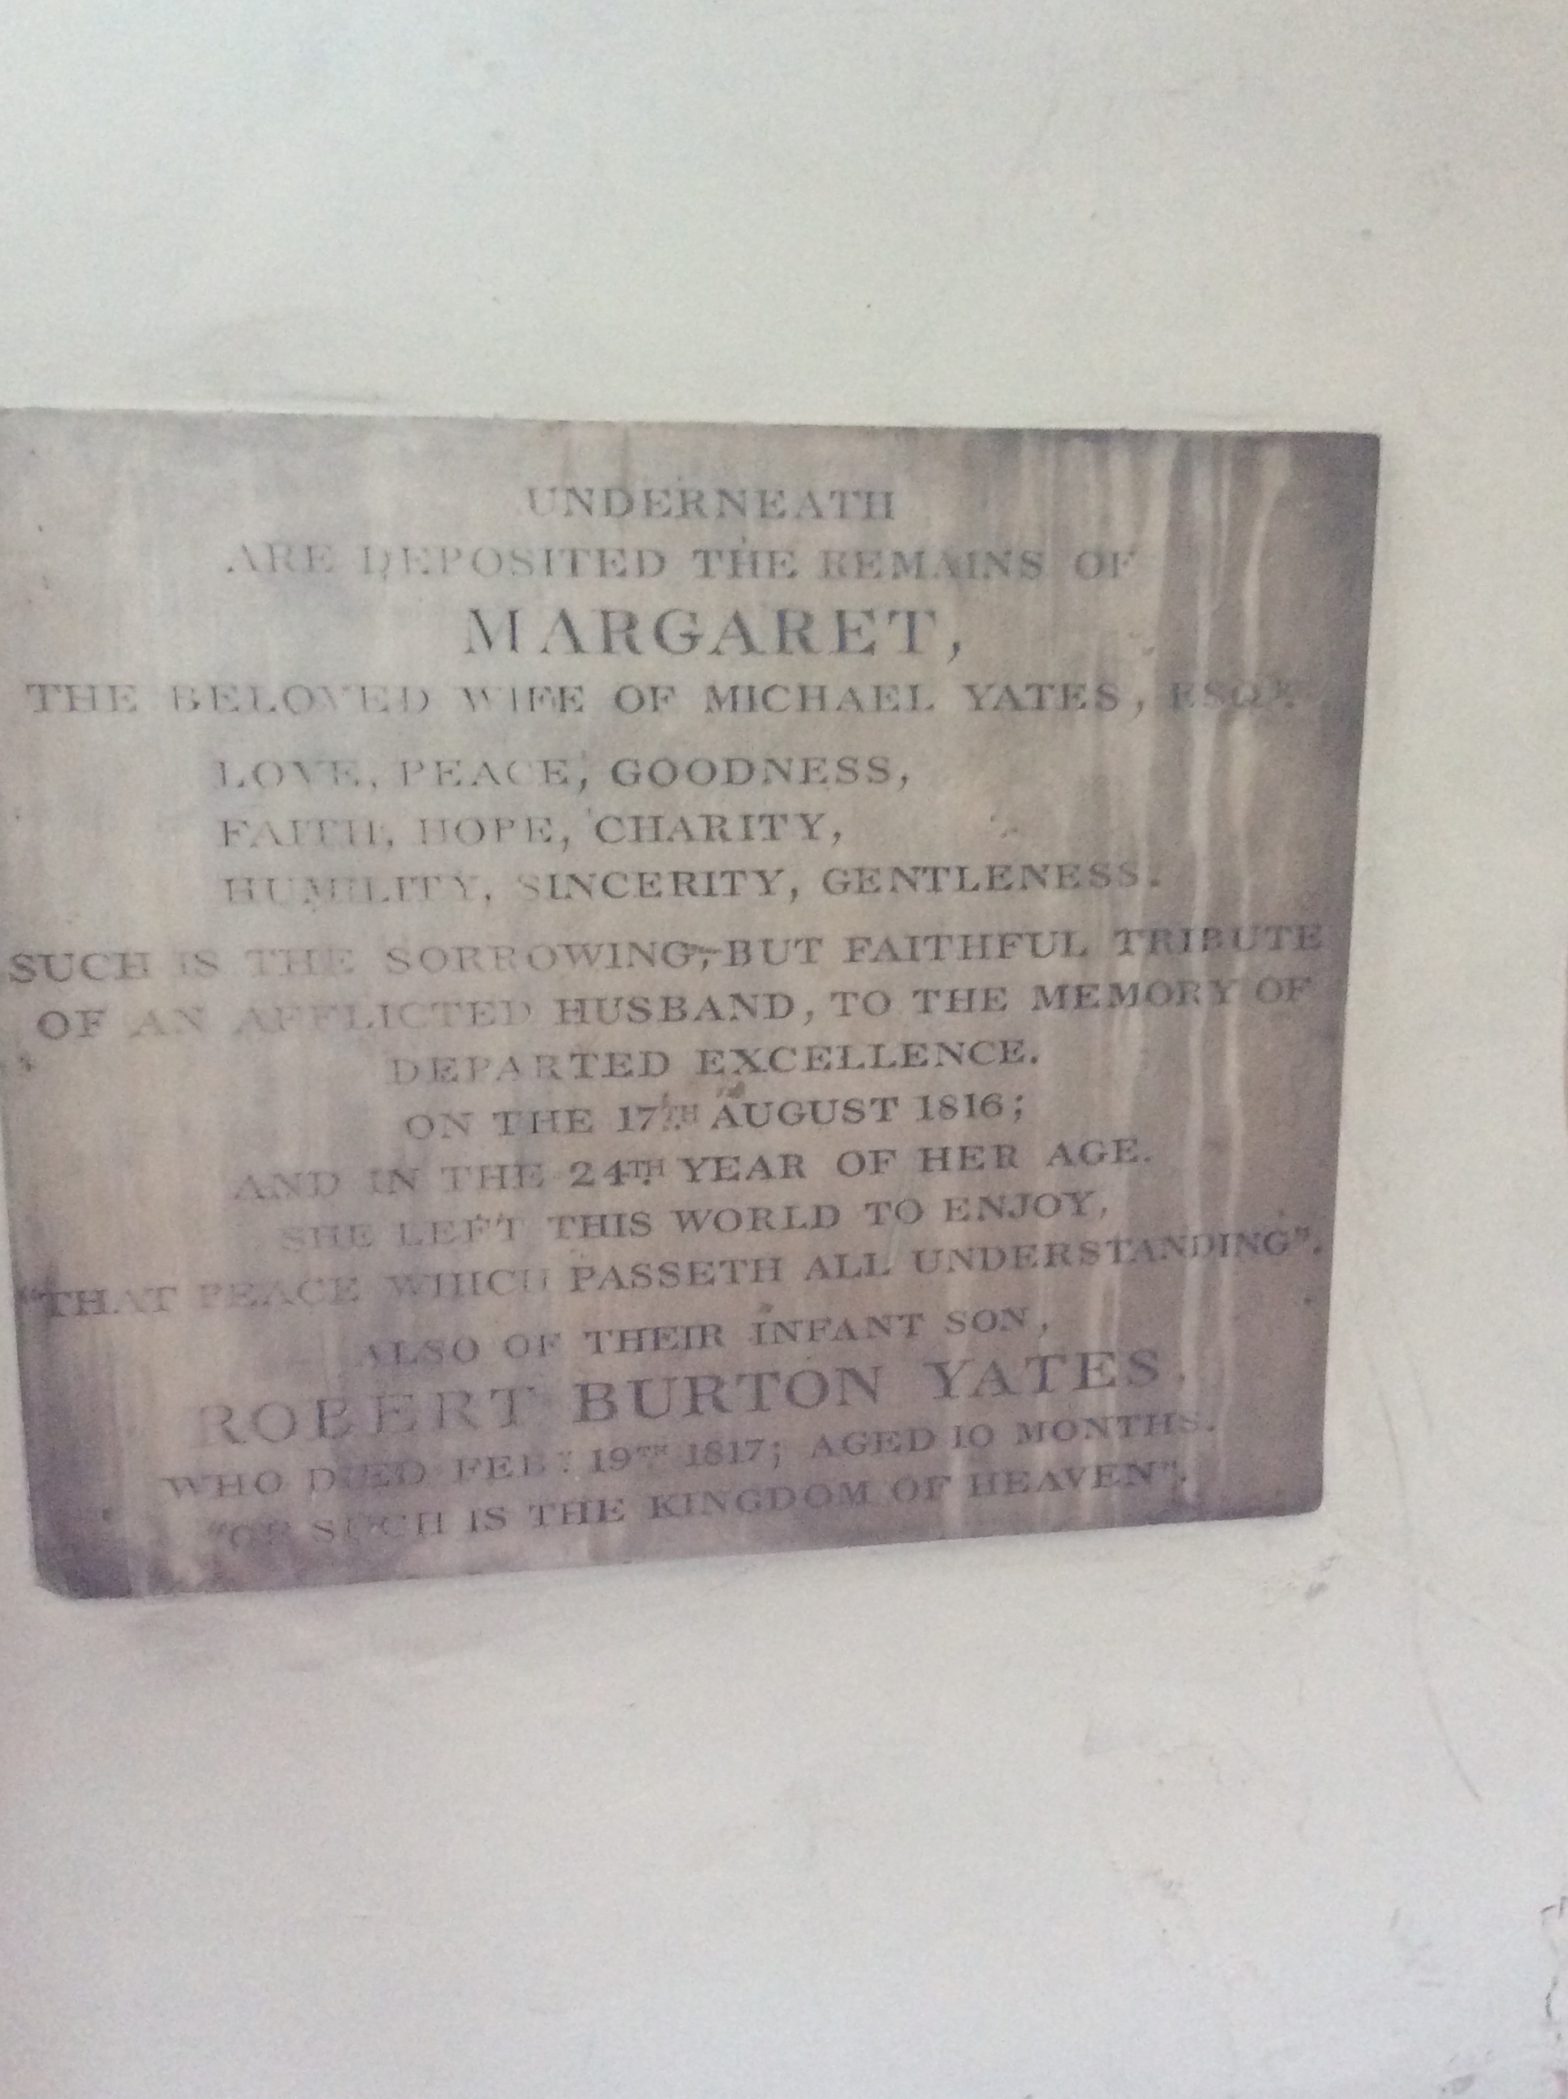 UNDERNEATH
ARE DEPOSITED THE REMAINS OF
MARGARET,
THE BELOVED WIFE OF MICHAEL YATES, ESQR.
LOVE, PEACE, GOODNESS,
FAITH, HOPE, CHARITY,
HUMILITY, SINCERITY, GENTLENESS.
SUCH IS THE SORROWING, BUT FAITHFUL TRIBUTE
OF AN AFFLICTED HUSBAND, TO THE MEMORY OF
DEPARTED EXCELLENCE.
ON THE 17TH AUGUST 1816;
AND IN THE 24TH YEAR OF HER AGE.
SHE LEFT THIS WORLD TO ENJOY,
"THAT PEACE WHICH PASSETH ALL UNDERSTANDING".
ALSO OF THEIR INFANT SON,
ROBERT BURTON YATES.
WHO DIED FEBY. 19TH 1817; AGED 10 MONTHS.
"OF SUCH IS THE KINGDOM OF HEAVEN".